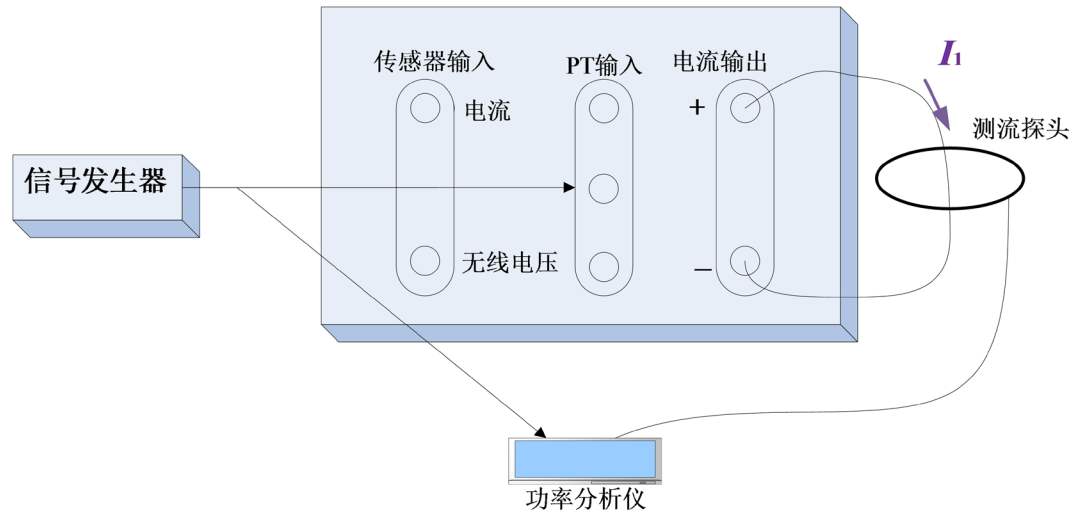 传感器输入
PT输入
电流输出
I1
电流
+
测流探头
信号发生器
无线电压
−
功率分析仪